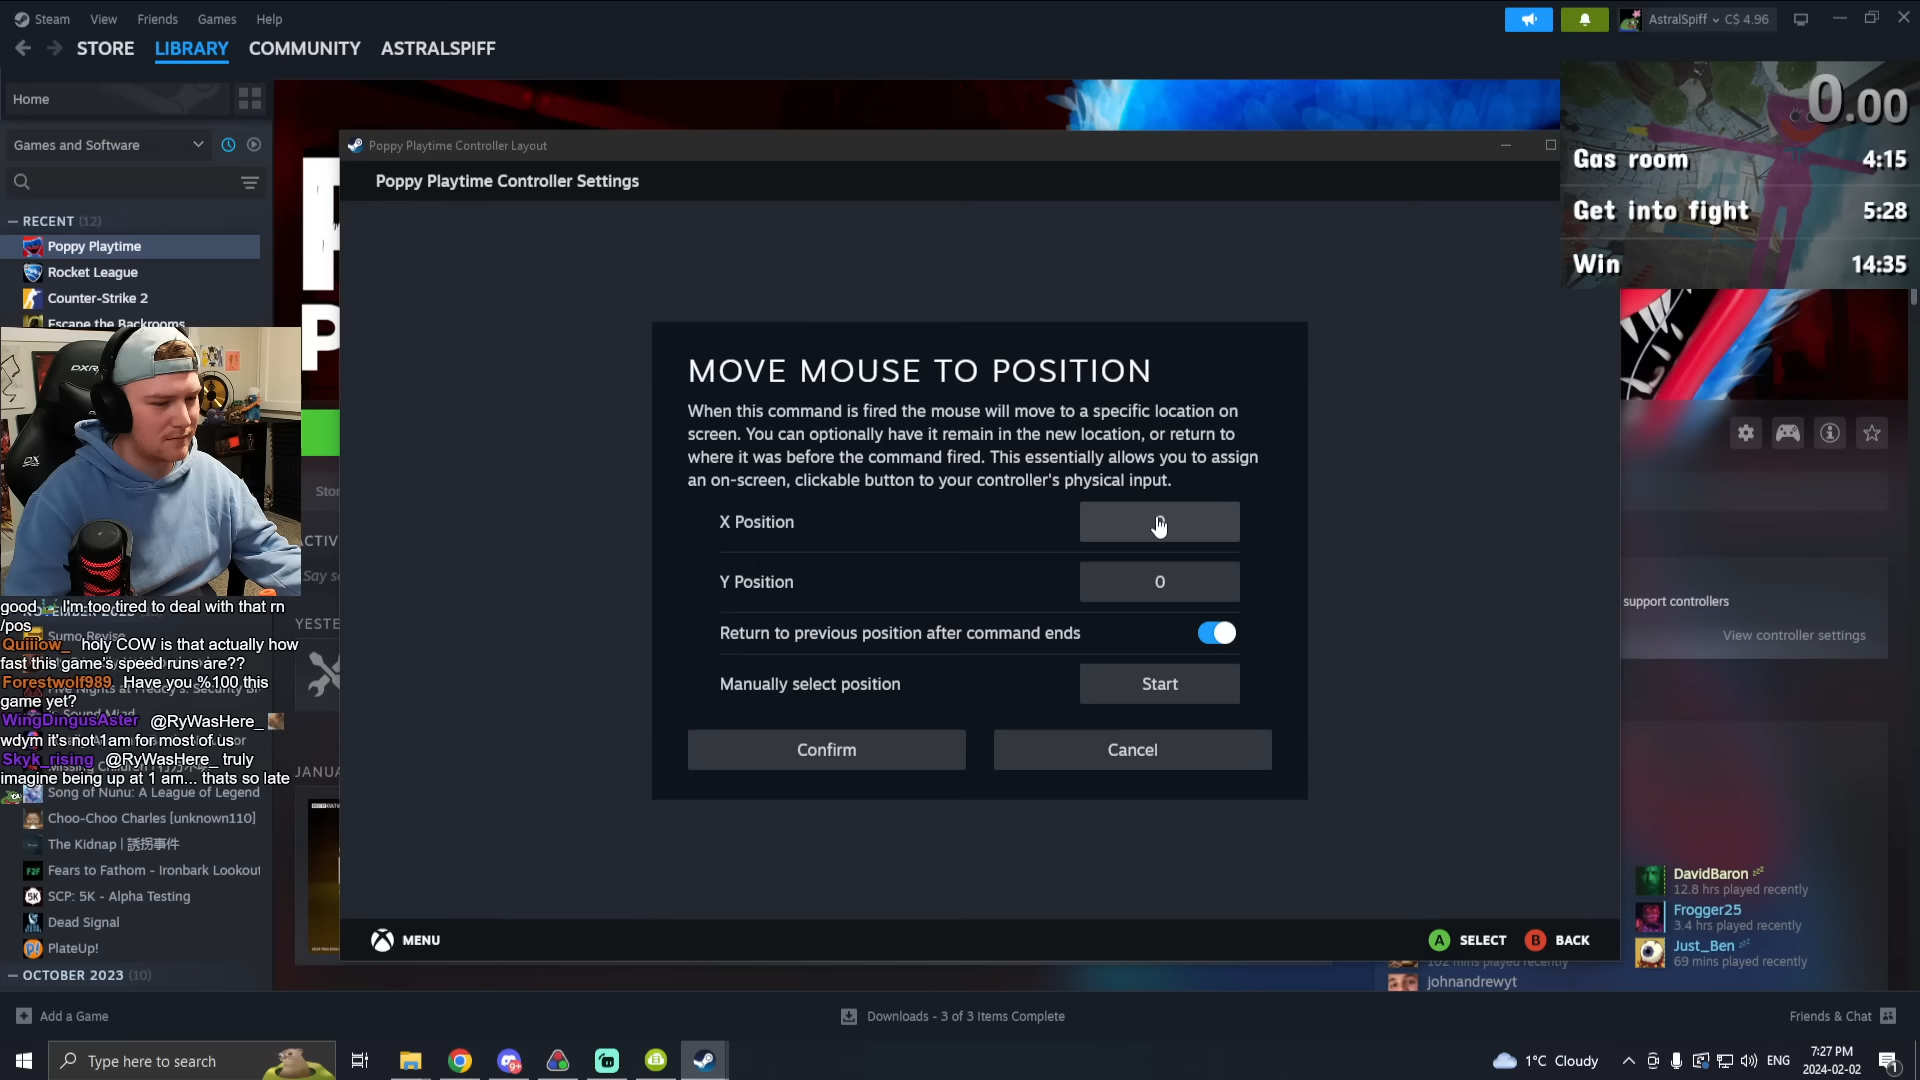 Steam View Friends Games Help
AstralSpiff C$ 4.96
STORE LIBRARY COMMUNITY ASTRALSPIFF
Home
Games and Software
RECENT (12)
Poppy Playtime
Rocket League
Counter-Strike 2
Escape the Backrooms
Poppy Playtime Controller Layout
Poppy Playtime Controller Settings
0.00
Gas room 4:15
Get into fight 5:28
Win 14:35
MOVE MOUSE TO POSITION
When this command is fired the mouse will move to a specific location on
screen. You can optionally have it remain in the new location, or return to
where it was before the command fired. This essentially allows you to assign
an on-screen, clickable button to your controller's physical input.
X Position
Y Position 0
Return to previous position after command ends
Manually select position Start
Confirm Cancel
MENU
A SELECT B BACK
DXR
good I'm too tired to deal with that rn
/pos
Quiiiow_ holy COW is that actually how
fast this game's speed runs are??
Forestwolf989 Have you %100 this
game yet?
WingDingusAster @RyWasHere_
wdym it's not 1am for most of us
Skyk_rising @RyWasHere_ truly
imagine being up at 1 am... thats so late
Song of Nunu: A League of Legend
Choo-Choo Charles [unknown110]
The Kidnap | 誘拐事件
Fears to Fathom - Ironbark Lookout
SCP: 5K - Alpha Testing
Dead Signal
PlateUp!
OCTOBER 2023 (10)
YESTE
JANUA
support controllers
View controller settings
DavidBaron zzz
12.8 hrs played recently
Frogger25
3.4 hrs played recently
Just_Ben zzz
69 mins played recently
102 mins played recently
johnandrewyt
Add a Game
Downloads - 3 of 3 Items Complete
Friends & Chat
Type here to search
1°C Cloudy
ENG
7:27 PM
2024-02-02